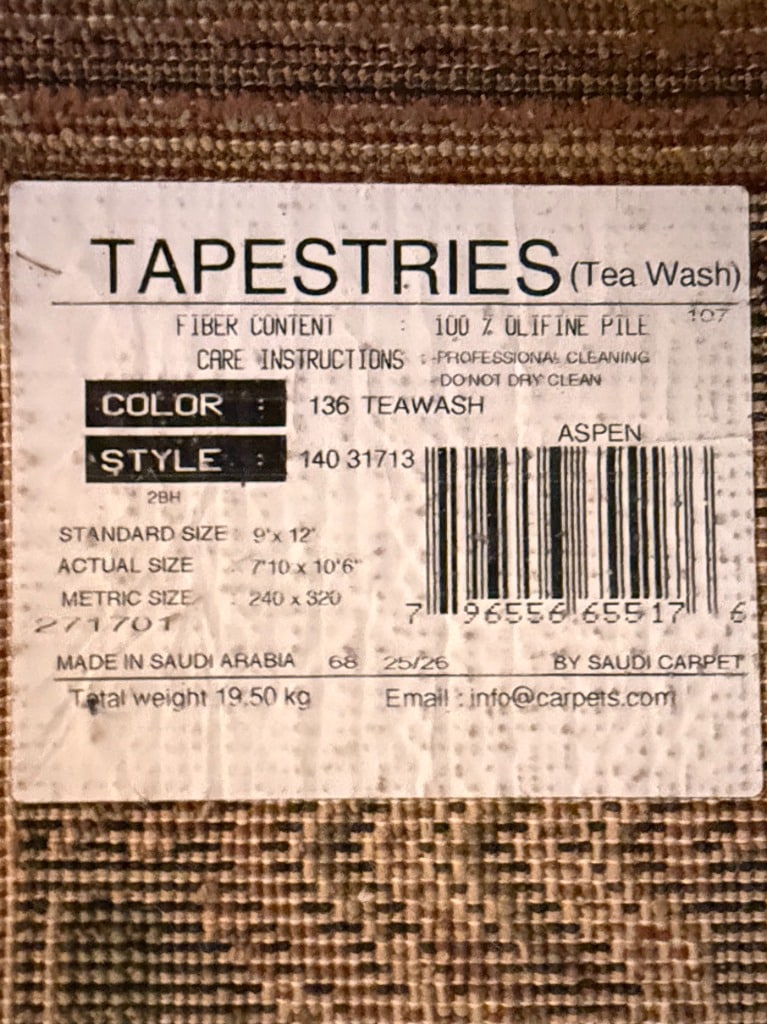 TAPESTRIES (Tea Wash)
107
FIBER CONTENT : 100 % OLIFINE PILE
CARE INSTRUCTIONS : -PROFESSIONAL CLEANING
-DO NOT DRY CLEAN
COLOR : 136 TEAWASH
ASPEN
STYLE : 140 31713
2BH
STANDARD SIZE : 9'x 12'
ACTUAL SIZE : 7'10 x 10'6"
METRIC SIZE : 240 x 320
7 96556 65517 6
271701
MADE IN SAUDI ARABIA 68 25/26 BY SAUDI CARPET
Total weight 19.50 kg Email : info@carpets.com